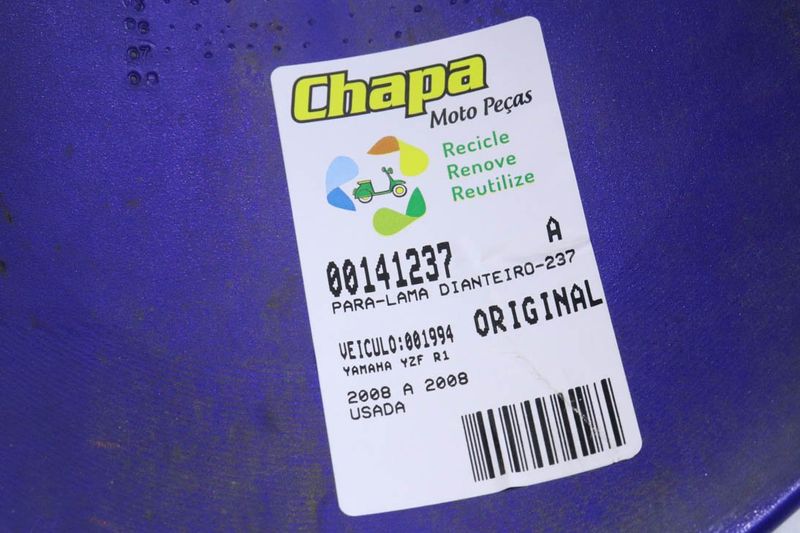 Chapa
Moto Peças
Recicle
Renove
Reutilize
00141237 A
PARA-LAMA DIANTEIRO-237
VEICULO:001994 ORIGINAL
YAMAHA YZF R1
2008 A 2008
USADA